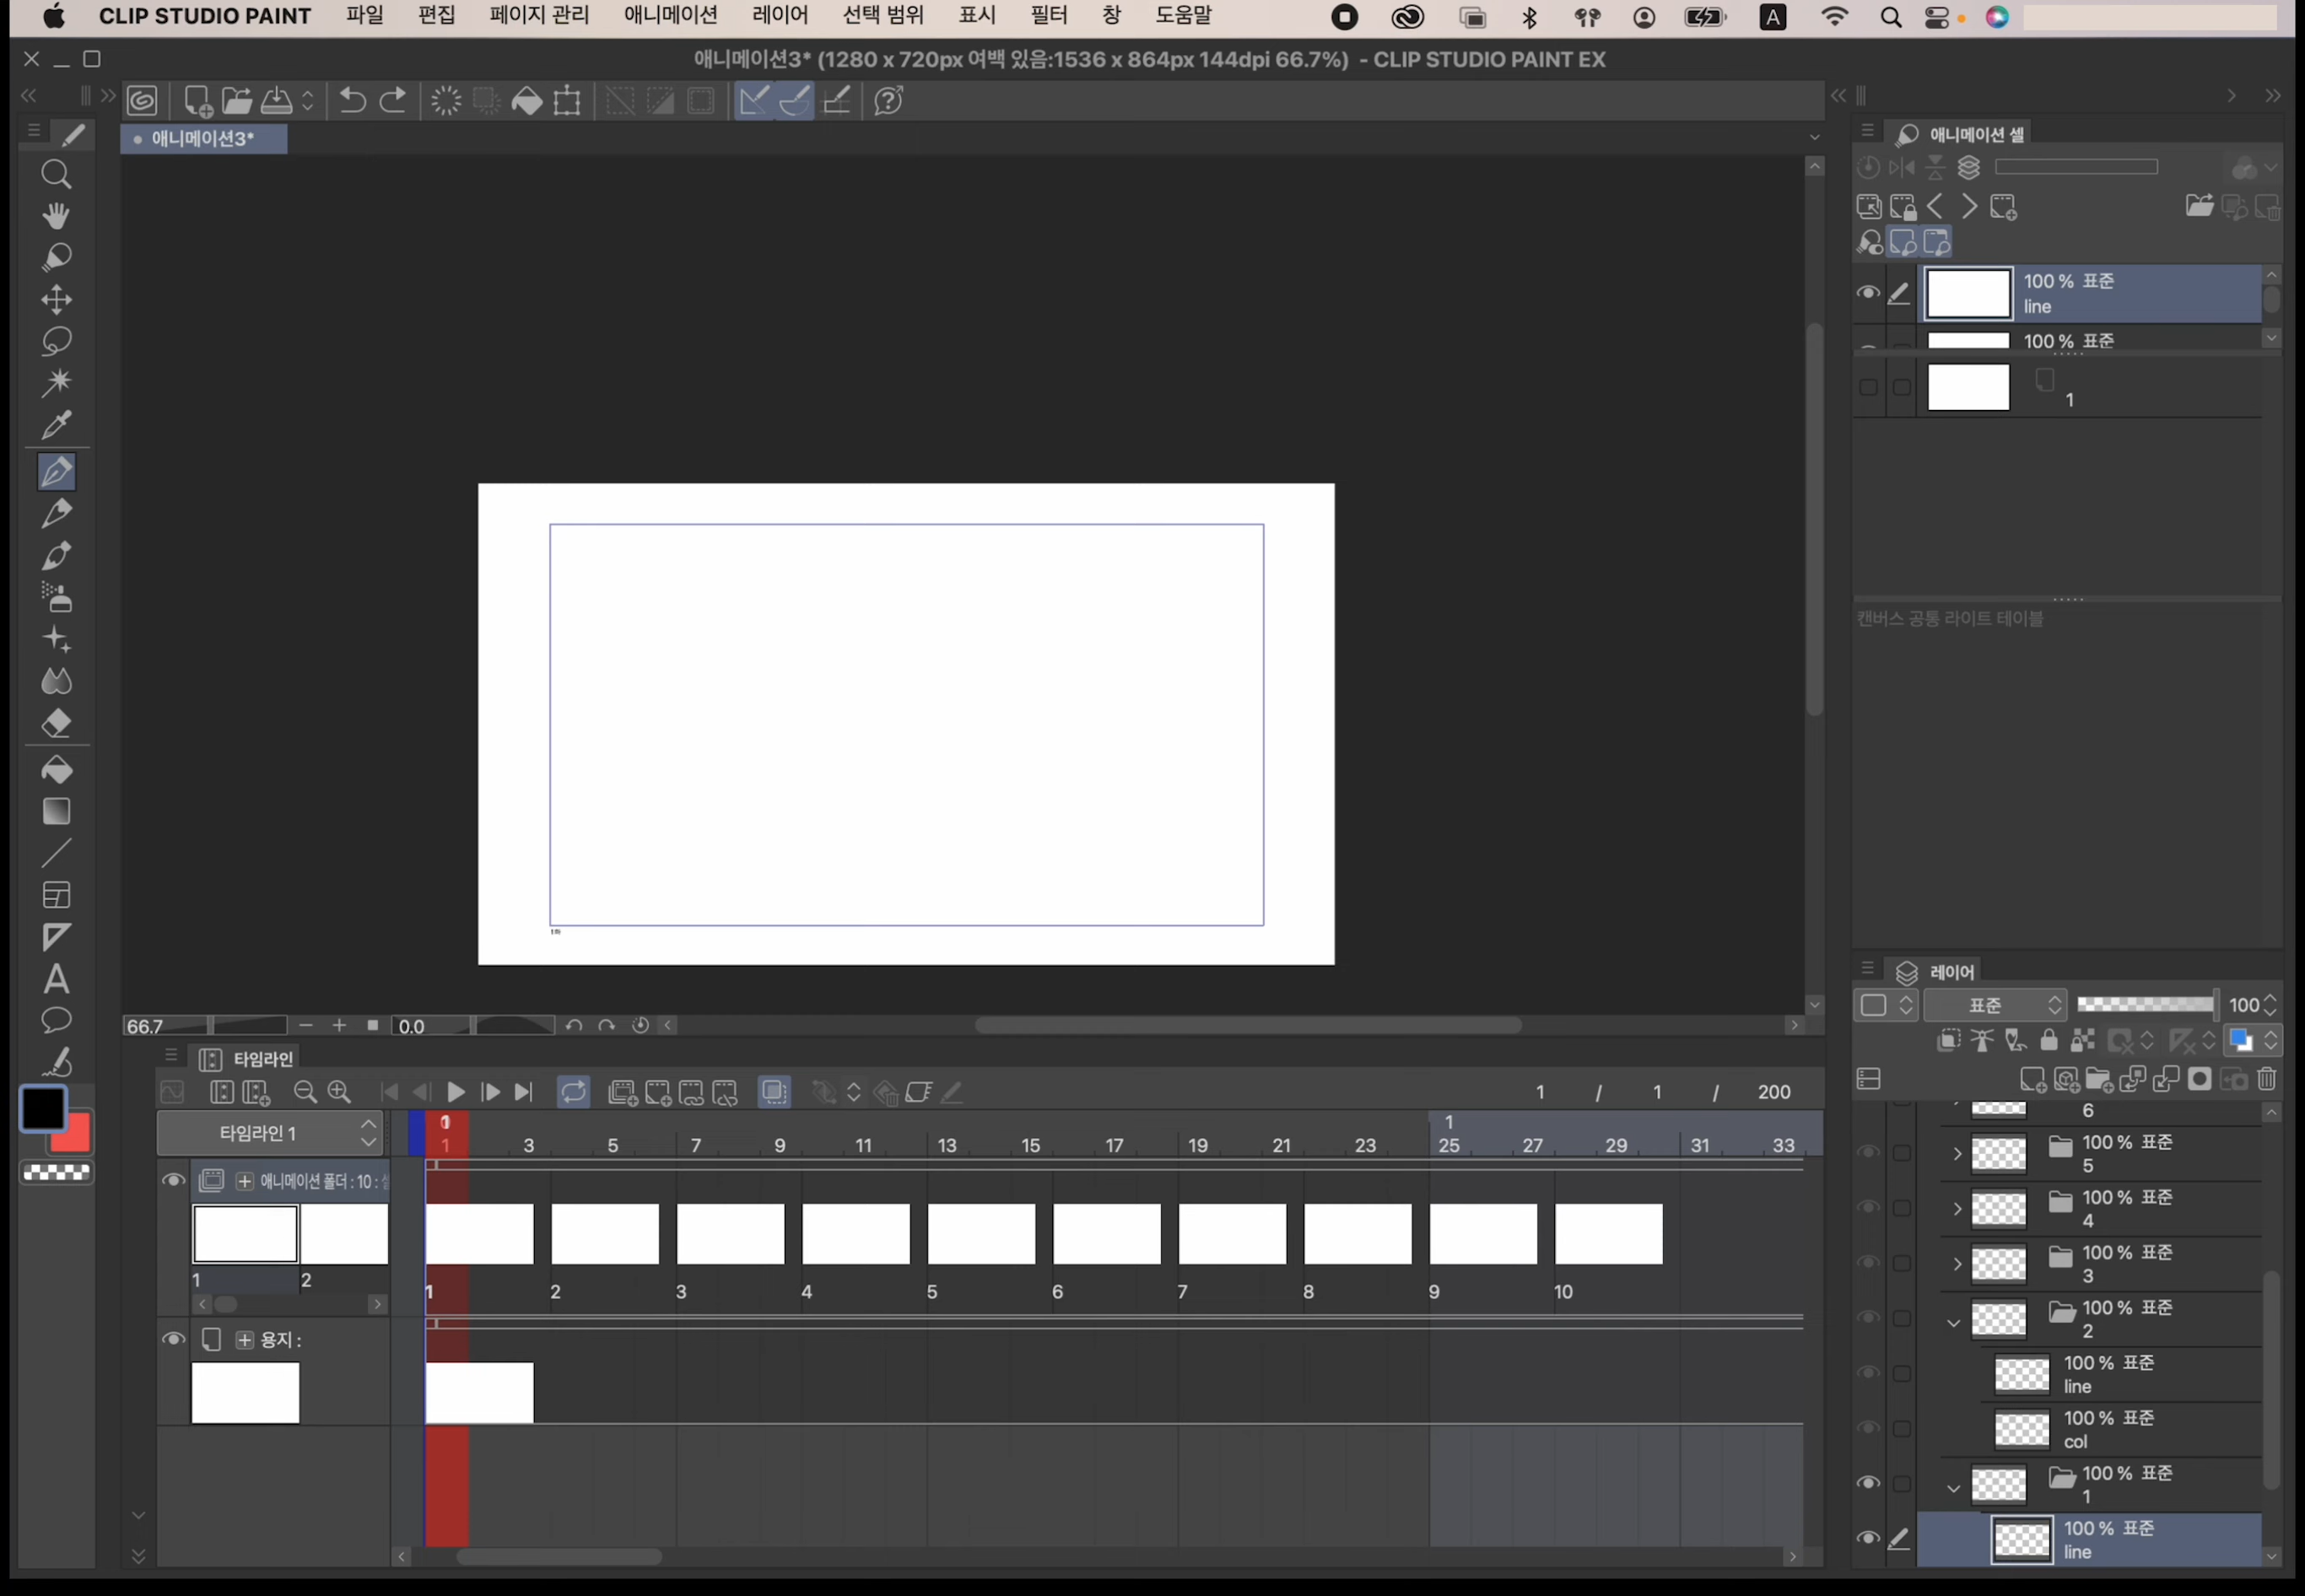 CLIP STUDIO PAINT 파일 편집 페이지 관리 애니메이션 레이어 선택 범위 표시 필터 창 도움말 A
애니메이션3* (1280 x 720px 여백 있음:1536 x 864px 144dpi 66.7%) - CLIP STUDIO PAINT EX
애니메이션3*
애니메이션 셀
100 % 표준
line
100 % 표준
1
캔버스 공통 라이트 테이블
66.7 0.0
타임라인
1 / 1 / 200
타임라인 1
0 1
1 3 5 7 9 11 13 15 17 19 21 23 25 27 29 31 33
애니메이션 폴더 : 10 :
1 2
1 2 3 4 5 6 7 8 9 10
용지 :
레이어
표준 100
6
100 % 표준
5
100 % 표준
4
100 % 표준
3
100 % 표준
2
100 % 표준
line
100 % 표준
col
100 % 표준
1
100 % 표준
line